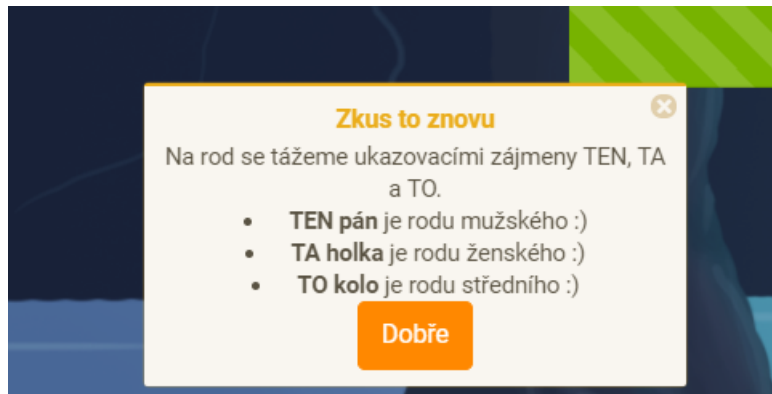 Zkus to znovu
Na rod se tážeme ukazovacími zájmeny TEN, TA
a TO.
• TEN pán je rodu mužského :)
• TA holka je rodu ženského :)
• TO kolo je rodu středního :)
Dobře